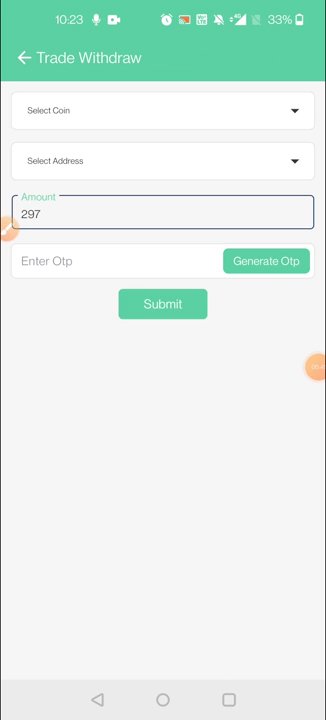 10:23
33%
Trade Withdraw
Select Coin
Select Address
Amount
297
Enter Otp
Generate Otp
Submit